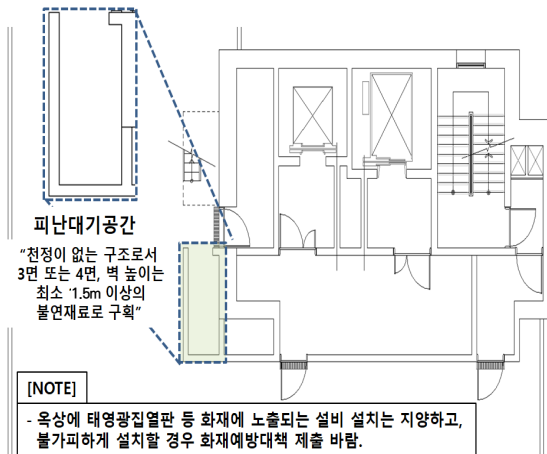 피난대기공간
“천정이 없는 구조로서
3면 또는 4면, 벽 높이는
최소 ‘1.5m 이상의
불연재료로 구획”
[NOTE]
- 옥상에 태영광집열판 등 화재에 노출되는 설비 설치는 지양하고,
불가피하게 설치할 경우 화재예방대책 제출 바람.